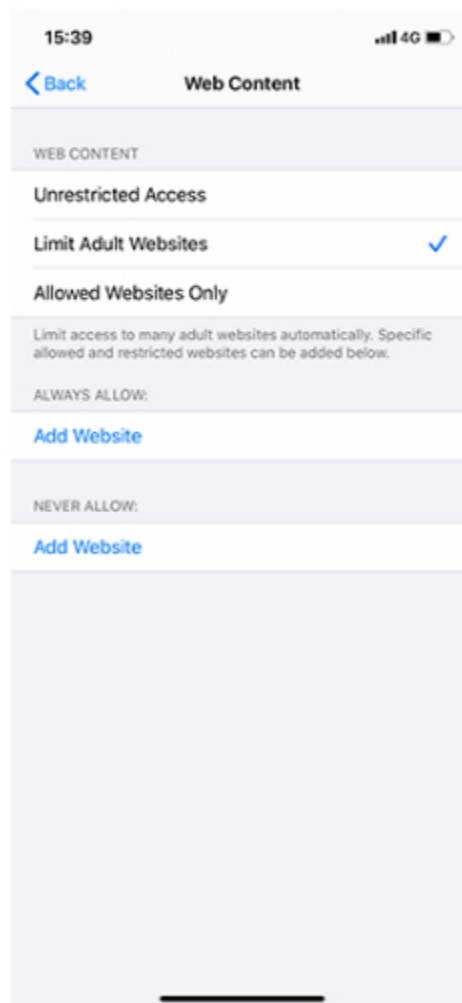 15:39
4G
Back
Web Content
WEB CONTENT
Unrestricted Access
Limit Adult Websites
Allowed Websites Only
Limit access to many adult websites automatically. Specific
allowed and restricted websites can be added below.
ALWAYS ALLOW:
Add Website
NEVER ALLOW:
Add Website